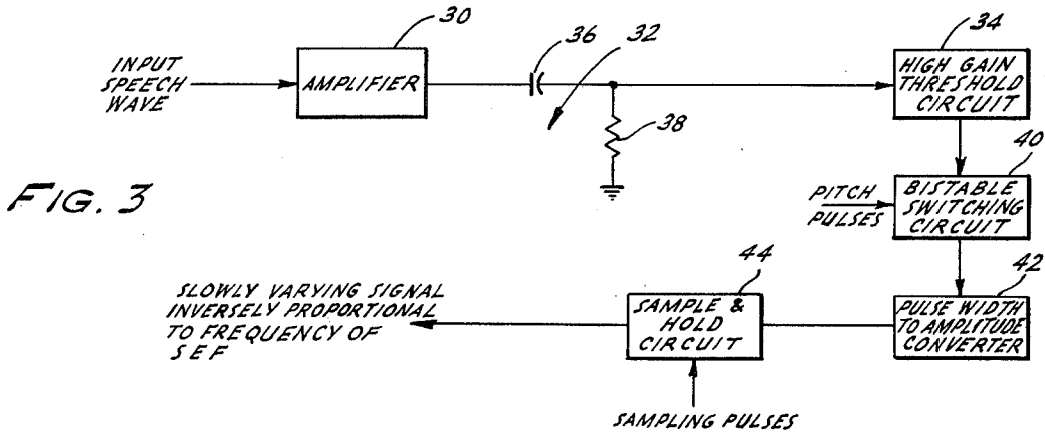 30
INPUT
SPEECH
WAVE
AMPLIFIER
36
32
38
34
HIGH GAIN
THRESHOLD
CIRCUIT
40
FIG. 3
PITCH
PULSES
BISTABLE
SWITCHING
CIRCUIT
42
44
SLOWLY VARYING SIGNAL
INVERSELY PROPORTIONAL
TO FREQUENCY OF
SEF
SAMPLE &
HOLD
CIRCUIT
PULSE WIDTH
TO AMPLITUDE
CONVERTER
SAMPLING PULSES